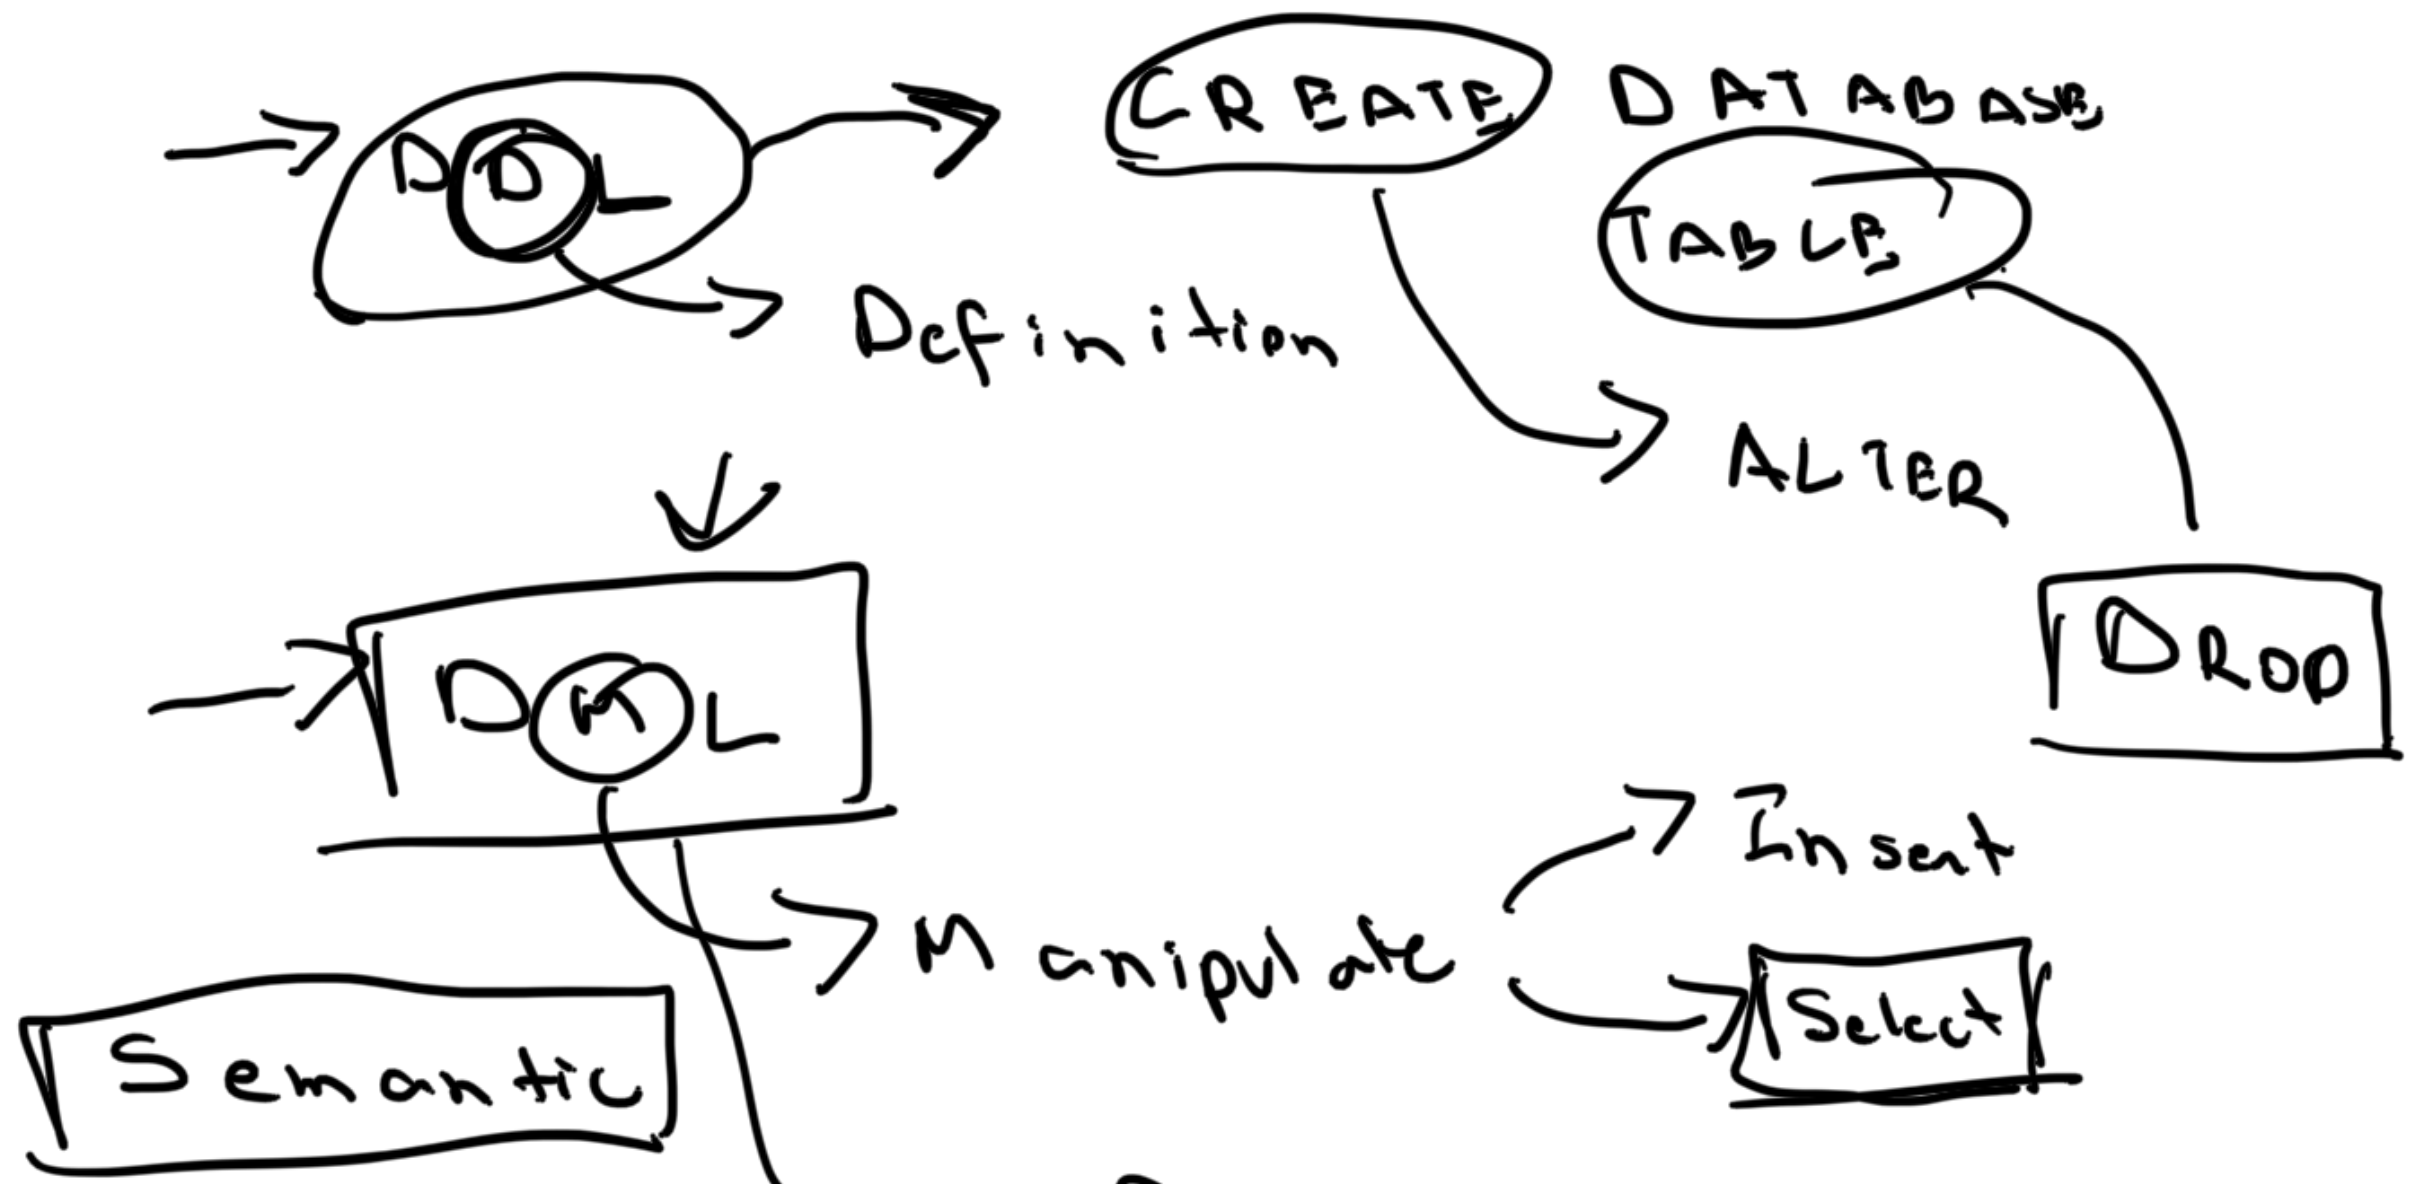 CREATE DATABASE
DDL
TABLE
Definition
ALTER
DROP
DML
Insert
Manipulate
Select
Semantic